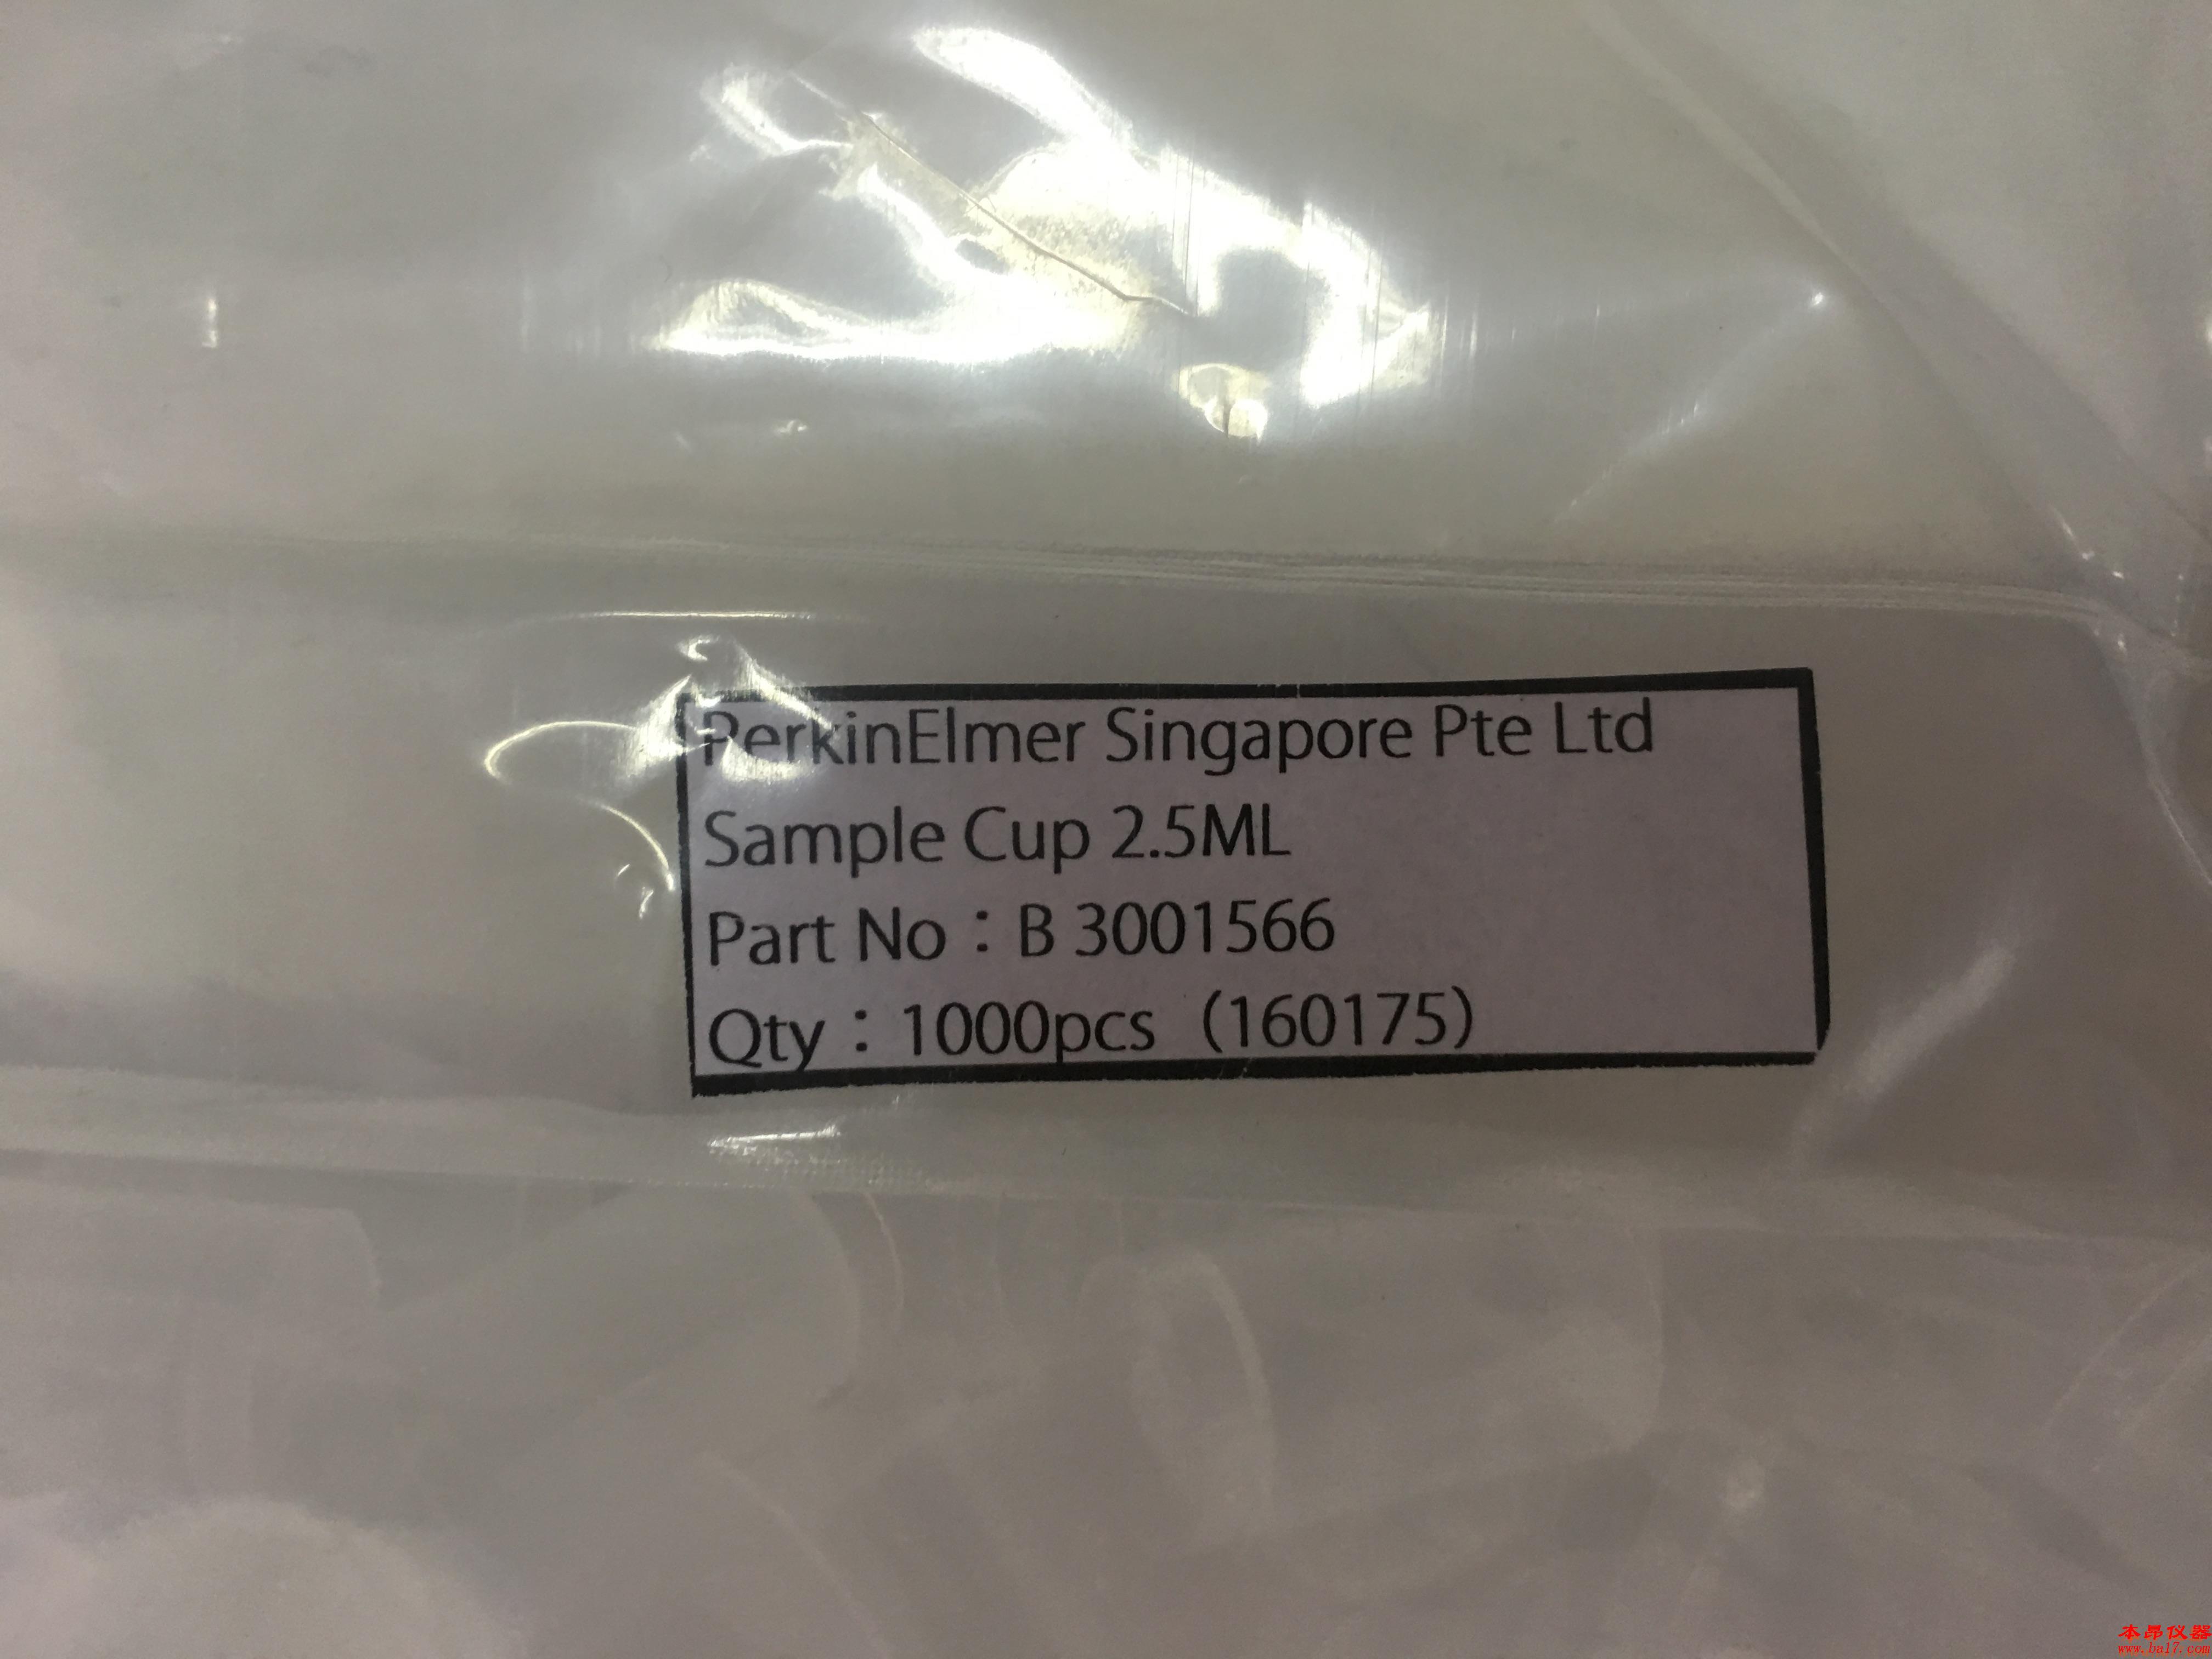 PerkinElmer Singapore Pte Ltd
Sample Cup 2.5ML
Part No：B 3001566
Qty：1000pcs（160175）
本昂仪器
www.ba17.com